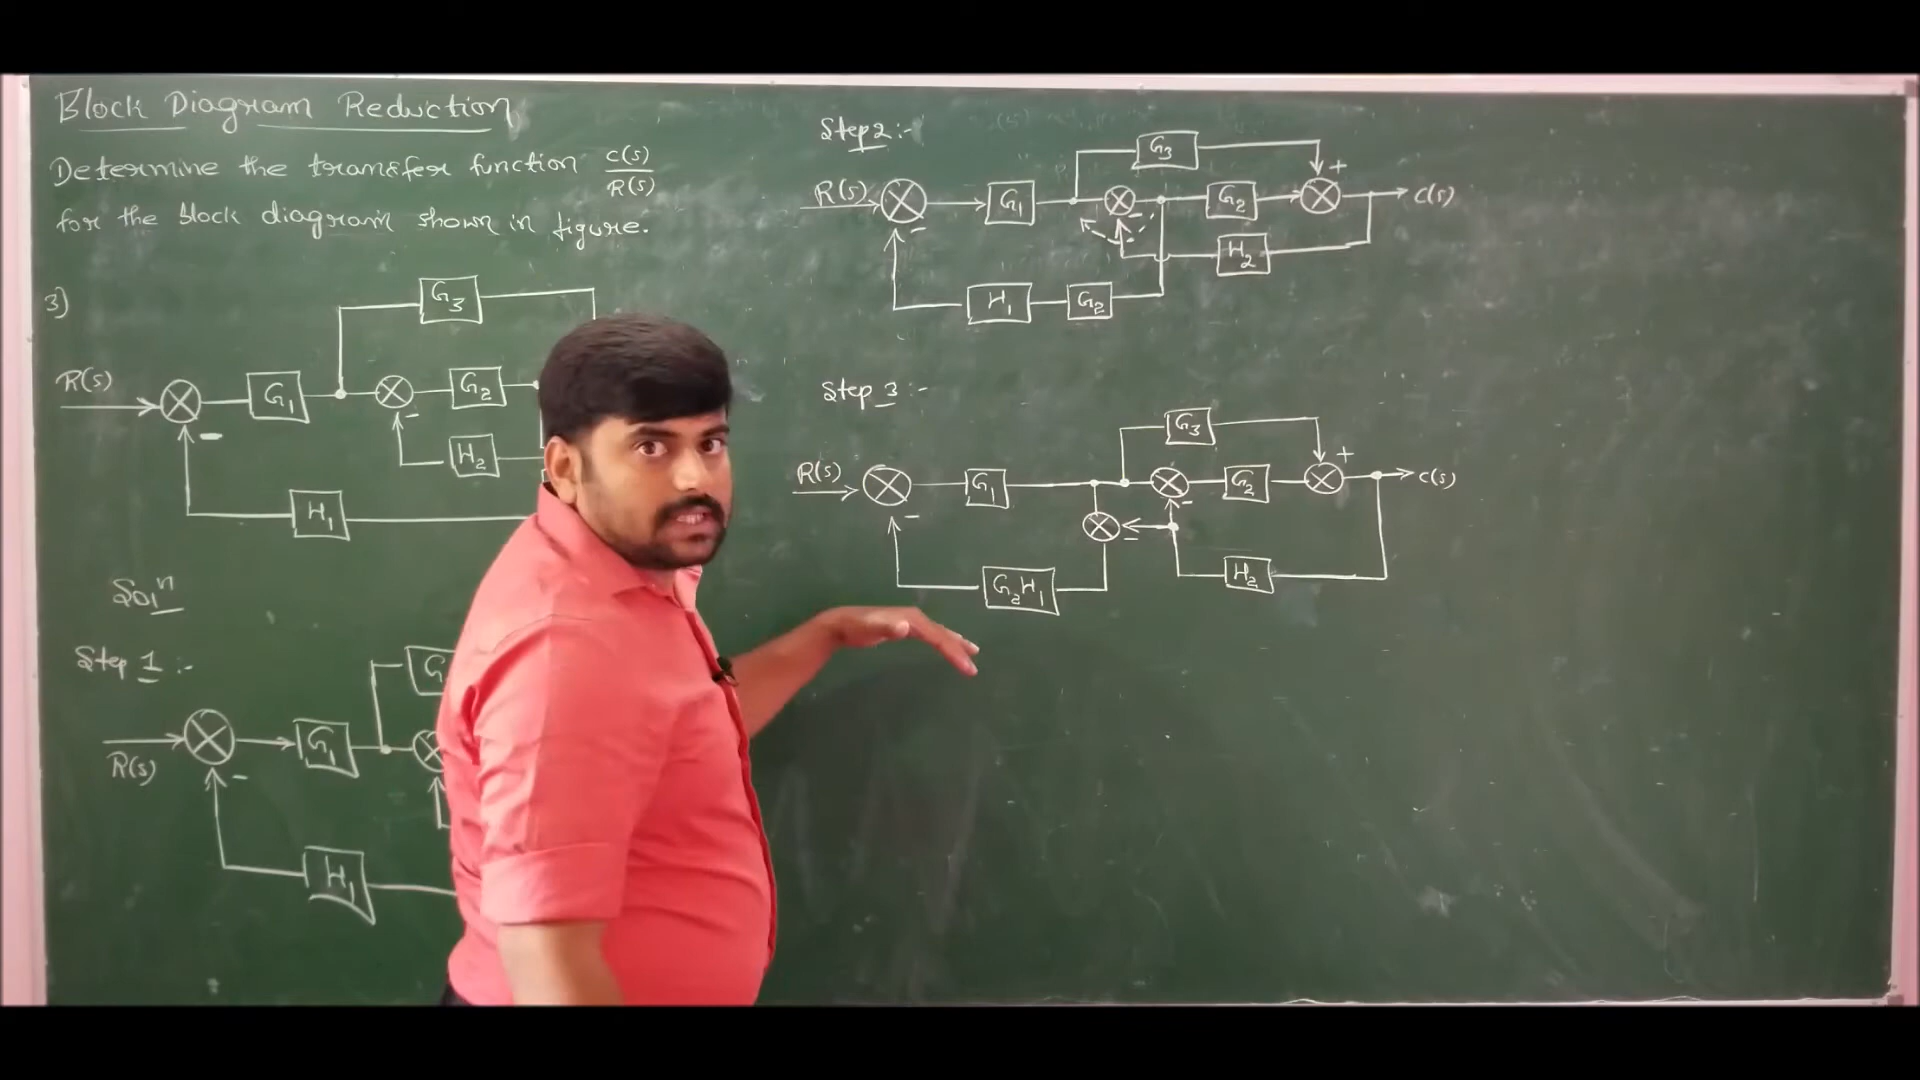 Block Diagram Reduction
Determine the transfer function C(s)/R(s)
for the block diagram shown in figure.
3)
G3
R(s) G1 - G2
- H2
H1
Soln
Step 1 :-
G
R(s) G1
-
H1
Step 2 :-
G3 +
R(s) G1 G2 C(s)
- - H2
H1 G2
Step 3 :-
G3 +
R(s) G1 G2 C(s)
- - -
G2H1 H2